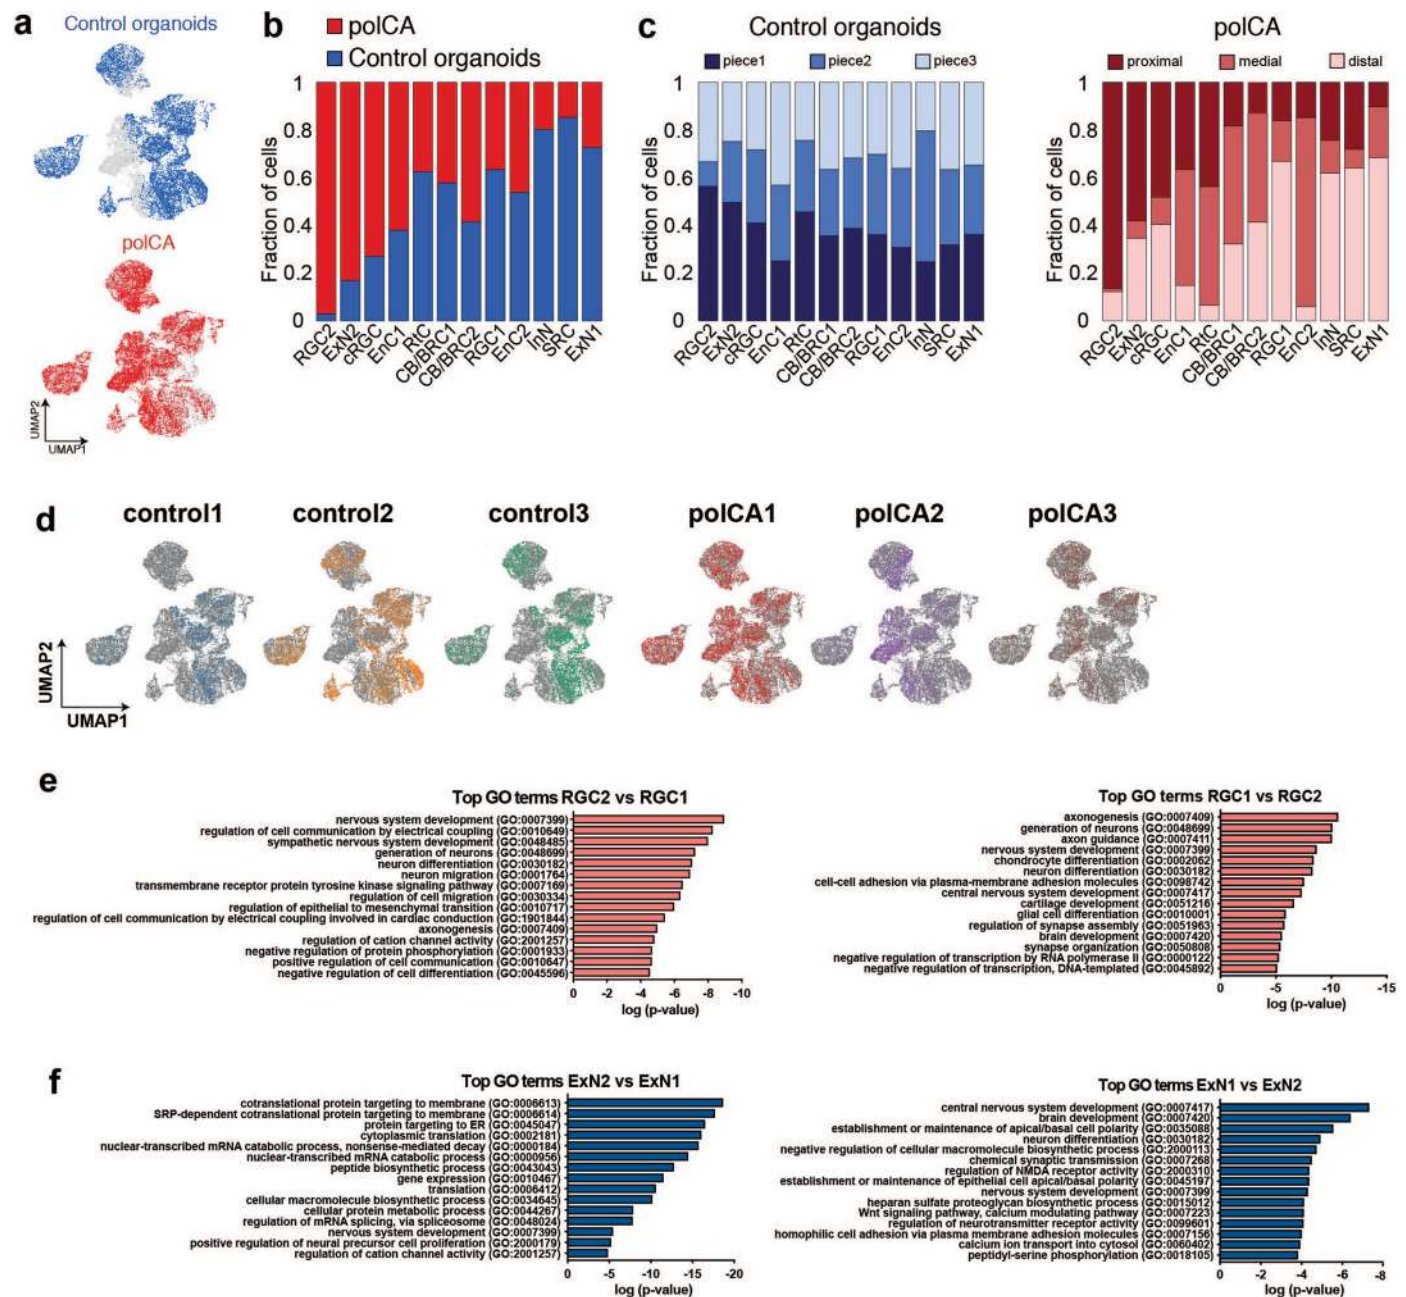 a
Control organoids
polCA
UMAP2
UMAP1
b
polCA
Control organoids
Fraction of cells
1
0.8
0.6
0.4
0.2
0
RGC2
ExN2
cRGC
EnC1
RtC
CB/BRC1
CB/BRC2
RGC1
EnC2
InN
SRC
ExN1
c
Control organoids
piece1
piece2
piece3
Fraction of cells
1
0.8
0.6
0.4
0.2
0
RGC2
ExN2
cRGC
EnC1
RtC
CB/BRC1
CB/BRC2
RGC1
EnC2
InN
SRC
ExN1
polCA
proximal
medial
distal
Fraction of cells
1
0.8
0.6
0.4
0.2
0
RGC2
ExN2
cRGC
EnC1
RtC
CB/BRC1
CB/BRC2
RGC1
EnC2
InN
SRC
ExN1
d
control1
control2
control3
polCA1
polCA2
polCA3
UMAP2
UMAP1
e
Top GO terms RGC2 vs RGC1
nervous system development (GO:0007399)
regulation of cell communication by electrical coupling (GO:0010649)
sympathetic nervous system development (GO:0048485)
generation of neurons (GO:0048699)
neuron differentiation (GO:0030182)
neuron migration (GO:0001764)
transmembrane receptor protein tyrosine kinase signaling pathway (GO:0007169)
regulation of cell migration (GO:0030334)
regulation of epithelial to mesenchymal transition (GO:0010717)
regulation of cell communication by electrical coupling involved in cardiac conduction (GO:1901844)
axonogenesis (GO:0007409)
regulation of cation channel activity (GO:2001257)
negative regulation of protein phosphorylation (GO:0001933)
positive regulation of cell communication (GO:0010647)
negative regulation of cell differentiation (GO:0045596)
0 -2 -4 -6 -8 -10
log (p-value)
Top GO terms RGC1 vs RGC2
axonogenesis (GO:0007409)
generation of neurons (GO:0048699)
axon guidance (GO:0007411)
nervous system development (GO:0007399)
chondrocyte differentiation (GO:0002062)
neuron differentiation (GO:0030182)
cell-cell adhesion via plasma-membrane adhesion molecules (GO:0098742)
central nervous system development (GO:0007417)
cartilage development (GO:0051216)
glial cell differentiation (GO:0010001)
regulation of synapse assembly (GO:0051963)
brain development (GO:0007420)
synapse organization (GO:0050808)
negative regulation of transcription by RNA polymerase II (GO:0000122)
negative regulation of transcription, DNA-templated (GO:0045892)
0 -5 -10 -15
log (p-value)
f
Top GO terms ExN2 vs ExN1
cotranslational protein targeting to membrane (GO:0006613)
SRP-dependent cotranslational protein targeting to membrane (GO:0006614)
protein targeting to ER (GO:0045047)
cytoplasmic translation (GO:0002181)
nuclear-transcribed mRNA catabolic process, nonsense-mediated decay (GO:0000184)
nuclear-transcribed mRNA catabolic process (GO:0000956)
peptide biosynthetic process (GO:0043043)
gene expression (GO:0010467)
translation (GO:0006412)
cellular macromolecule biosynthetic process (GO:0034645)
cellular protein metabolic process (GO:0044267)
regulation of mRNA splicing, via spliceosome (GO:0048024)
nervous system development (GO:0007399)
positive regulation of neural precursor cell proliferation (GO:2000179)
regulation of cation channel activity (GO:2001257)
0 -5 -10 -15 -20
log (p-value)
Top GO terms ExN1 vs ExN2
central nervous system development (GO:0007417)
brain development (GO:0007420)
establishment or maintenance of apical/basal cell polarity (GO:0035088)
neuron differentiation (GO:0030182)
negative regulation of cellular macromolecule biosynthetic process (GO:2000113)
chemical synaptic transmission (GO:0007268)
regulation of NMDA receptor activity (GO:2000310)
establishment or maintenance of epithelial cell apical/basal polarity (GO:0045197)
nervous system development (GO:0007399)
heparan sulfate proteoglycan biosynthetic process (GO:0015012)
Wnt signaling pathway, calcium modulating pathway (GO:0007223)
regulation of neurotransmitter receptor activity (GO:0099601)
homophilic cell adhesion via plasma membrane adhesion molecules (GO:0007156)
calcium ion transport into cytosol (GO:0060402)
peptidyl-serine phosphorylation (GO:0018105)
0 -2 -4 -6 -8
log (p-value)